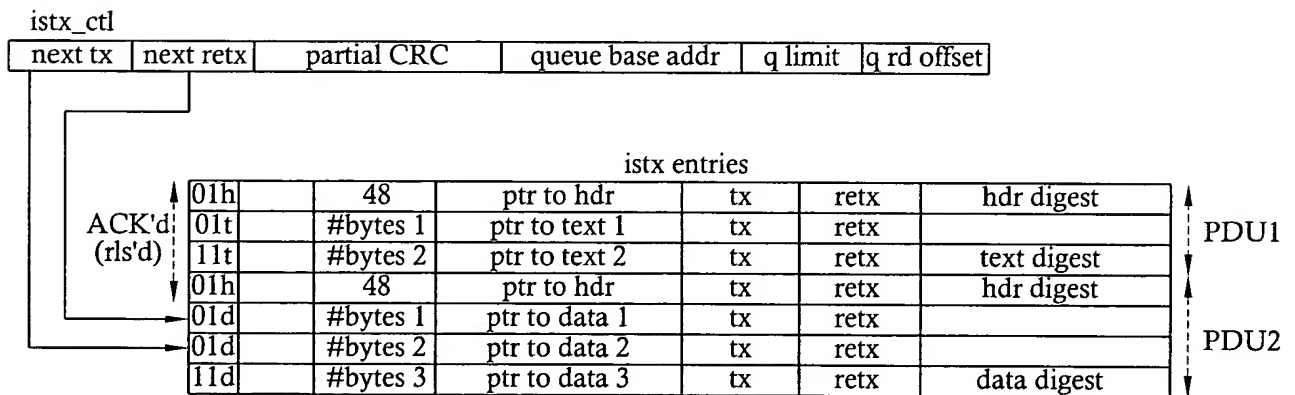 istx_ctl
next tx next retx partial CRC queue base addr q limit q rd offset
istx entries
01h 48 ptr to hdr tx retx hdr digest
01t #bytes 1 ptr to text 1 tx retx
11t #bytes 2 ptr to text 2 tx retx text digest
01h 48 ptr to hdr tx retx hdr digest
01d #bytes 1 ptr to data 1 tx retx
01d #bytes 2 ptr to data 2 tx retx
11d #bytes 3 ptr to data 3 tx retx data digest
ACK'd
(rls'd)
PDU1
PDU2